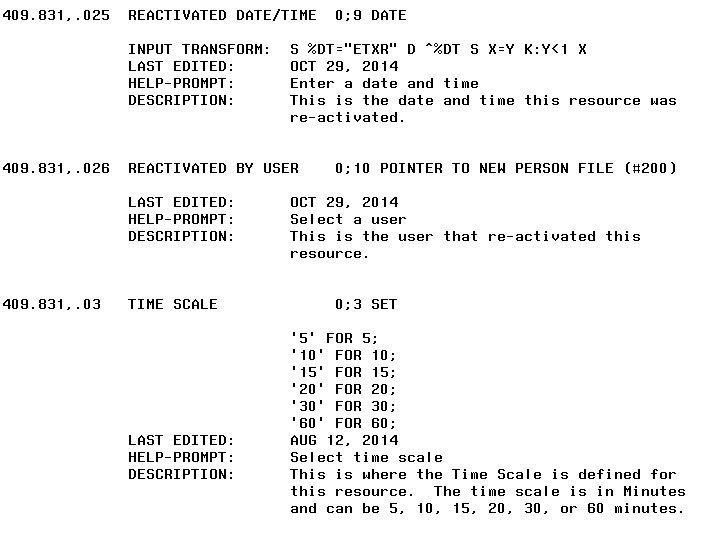 409.831,.025  REACTIVATED DATE/TIME  0;9 DATE
INPUT TRANSFORM:  S %DT="ETXR" D ^%DT S X=Y K:Y<1 X
LAST EDITED:      OCT 29, 2014
HELP-PROMPT:      Enter a date and time
DESCRIPTION:      This is the date and time this resource was
re-activated.
409.831,.026  REACTIVATED BY USER    0;10 POINTER TO NEW PERSON FILE (#200)
LAST EDITED:      OCT 29, 2014
HELP-PROMPT:      Select a user
DESCRIPTION:      This is the user that re-activated this
resource.
409.831,.03   TIME SCALE             0;3 SET
'5' FOR 5;
'10' FOR 10;
'15' FOR 15;
'20' FOR 20;
'30' FOR 30;
'60' FOR 60;
LAST EDITED:      AUG 12, 2014
HELP-PROMPT:      Select time scale
DESCRIPTION:      This is where the Time Scale is defined for
this resource.  The time scale is in Minutes
and can be 5, 10, 15, 20, 30, or 60 minutes.